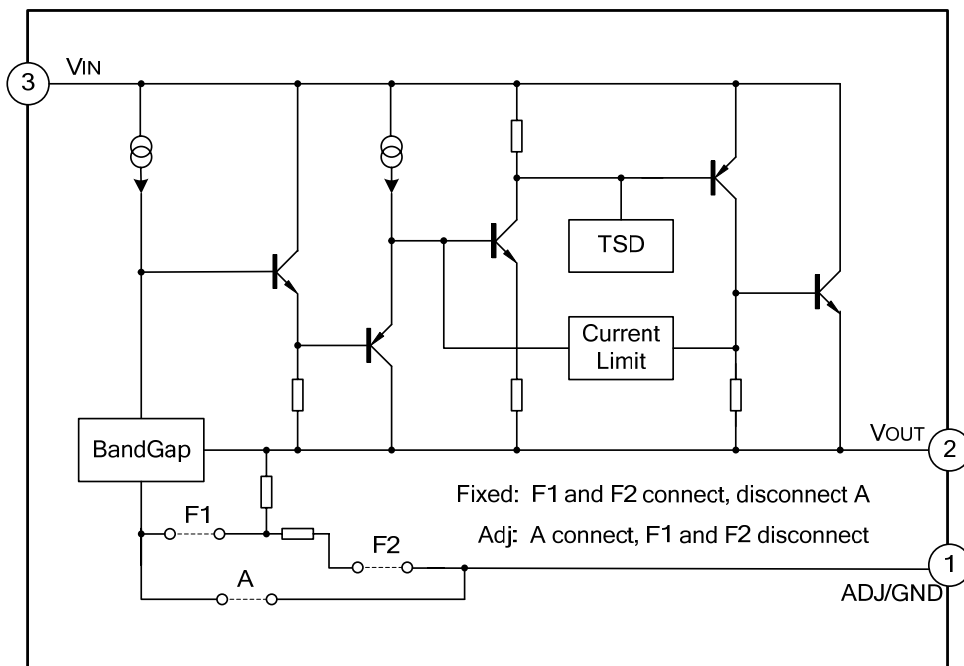 3
VIN
TSD
Current
Limit
BandGap
VOUT
2
Fixed: F1 and F2 connect, disconnect A
F1
Adj: A connect, F1 and F2 disconnect
F2
A
1
ADJ/GND